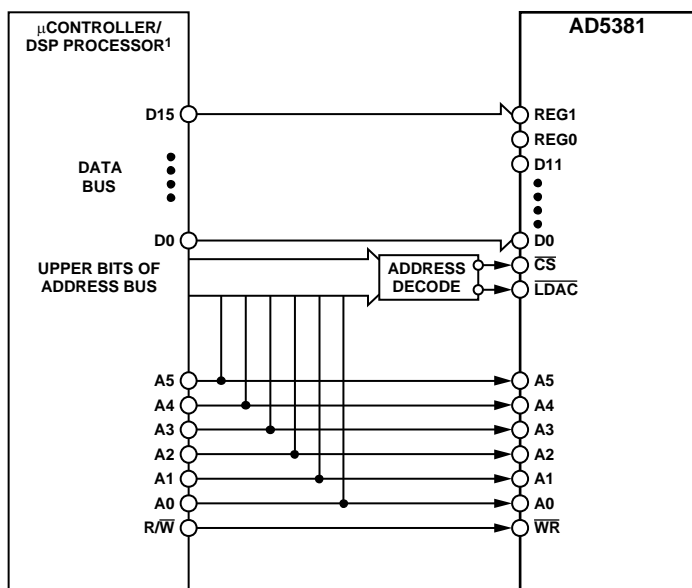 μCONTROLLER/
DSP PROCESSOR1
AD5381
D15
REG1
REG0
DATA
BUS
D11
D0
D0
UPPER BITS OF
ADDRESS BUS
ADDRESS
DECODE
CS
LDAC
A5
A5
A4
A4
A3
A3
A2
A2
A1
A1
A0
A0
R/W
WR